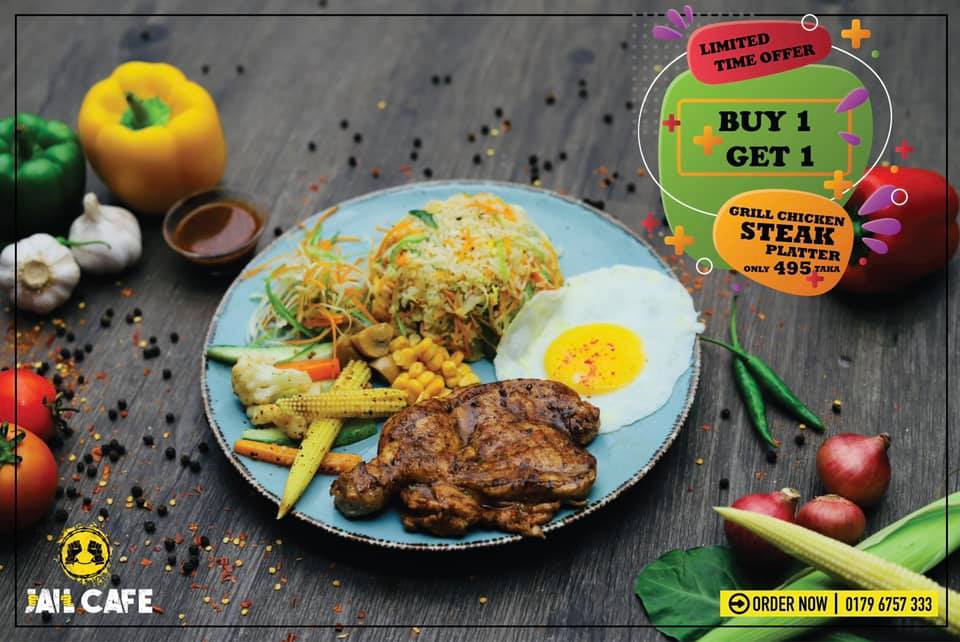 LIMITED
TIME OFFER
BUY 1
GET 1
GRILL CHICKEN
STEAK
PLATTER
ONLY 495 TAKA
JAIL CAFE
ORDER NOW | 0179 6757 333